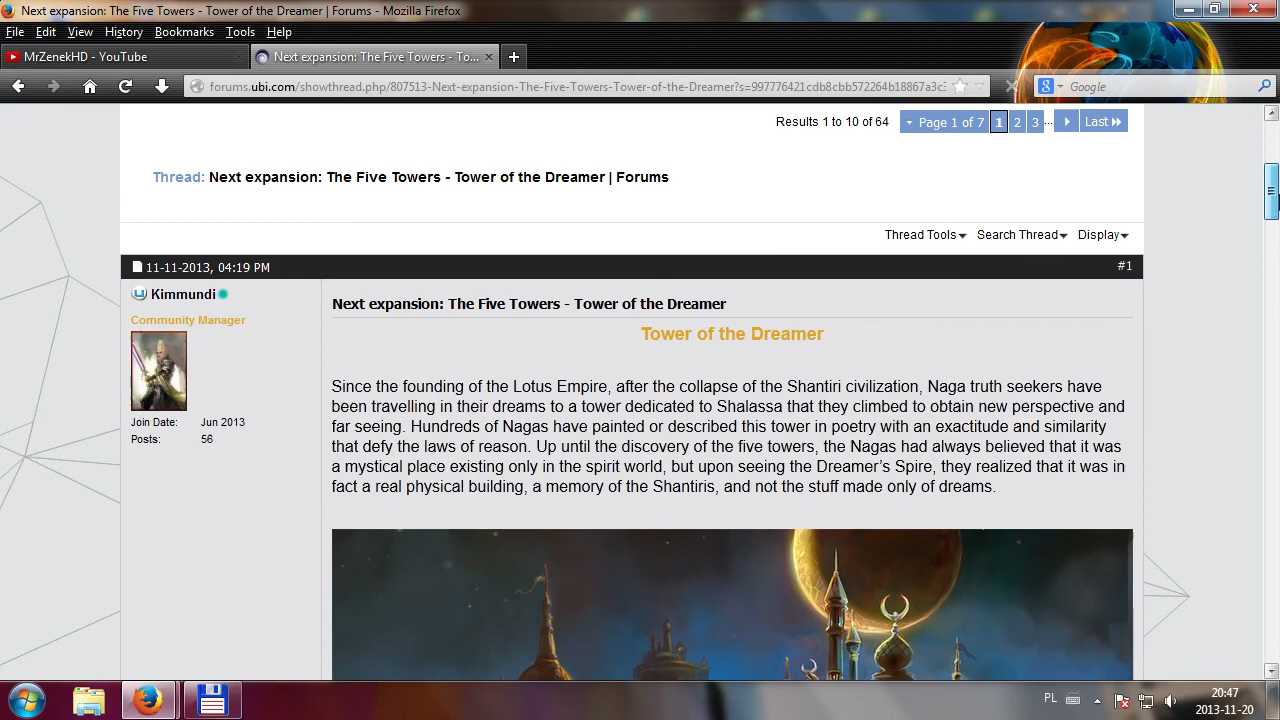 Next expansion: The Five Towers - Tower of the Dreamer | Forums - Mozilla Firefox
File Edit View History Bookmarks Tools Help
MrZenekHD - YouTube
Next expansion: The Five Towers - To...
forums.ubi.com/showthread.php/807513-Next-expansion-The-Five-Towers-Tower-of-the-Dreamer?s=997776421cdb8cbb572264b18867a3c3
Google
Results 1 to 10 of 64 Page 1 of 7 1 2 3 ... Last
Thread: Next expansion: The Five Towers - Tower of the Dreamer | Forums
Thread Tools Search Thread Display
11-11-2013, 04:19 PM #1
Kimmundi
Community Manager
Join Date: Jun 2013
Posts: 56
Next expansion: The Five Towers - Tower of the Dreamer
Tower of the Dreamer
Since the founding of the Lotus Empire, after the collapse of the Shantiri civilization, Naga truth seekers have
been travelling in their dreams to a tower dedicated to Shalassa that they climbed to obtain new perspective and
far seeing. Hundreds of Nagas have painted or described this tower in poetry with an exactitude and similarity
that defy the laws of reason. Up until the discovery of the five towers, the Nagas had always believed that it was
a mystical place existing only in the spirit world, but upon seeing the Dreamer’s Spire, they realized that it was in
fact a real physical building, a memory of the Shantiris, and not the stuff made only of dreams.
PL
20:47
2013-11-20